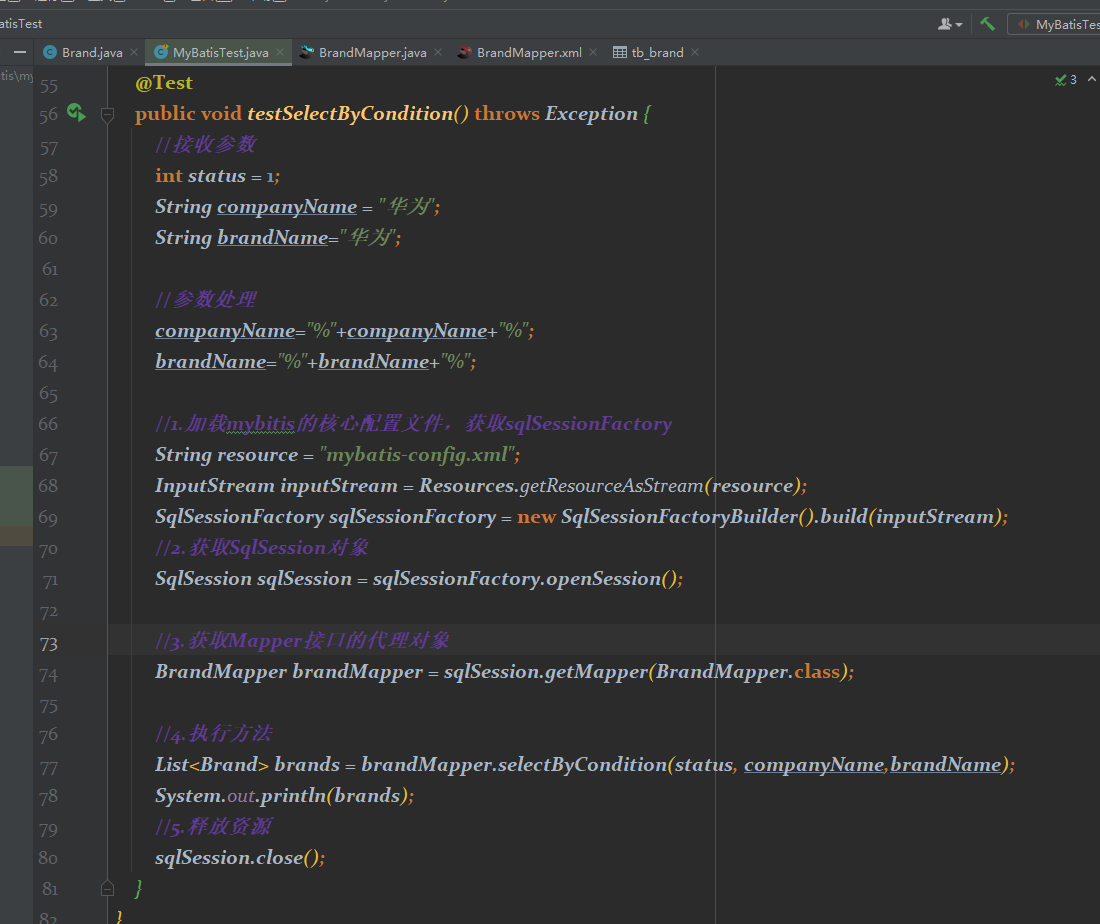 atisTest
MyBatisTes
Brand.java
MyBatisTest.java
BrandMapper.java
BrandMapper.xml
tb_brand
tis\my
3
55 @Test
56 public void testSelectByCondition() throws Exception {
57 //接收参数
58 int status = 1;
59 String companyName = "华为";
60 String brandName="华为";
61
62 //参数处理
63 companyName="%"+companyName+"%";
64 brandName="%"+brandName+"%";
65
66 //1.加载mybitis的核心配置文件，获取sqlSessionFactory
67 String resource = "mybatis-config.xml";
68 InputStream inputStream = Resources.getResourceAsStream(resource);
69 SqlSessionFactory sqlSessionFactory = new SqlSessionFactoryBuilder().build(inputStream);
70 //2.获取SqlSession对象
71 SqlSession sqlSession = sqlSessionFactory.openSession();
72
73 //3.获取Mapper接口的代理对象
74 BrandMapper brandMapper = sqlSession.getMapper(BrandMapper.class);
75
76 //4.执行方法
77 List<Brand> brands = brandMapper.selectByCondition(status, companyName,brandName);
78 System.out.println(brands);
79 //5.释放资源
80 sqlSession.close();
81 }
82 }